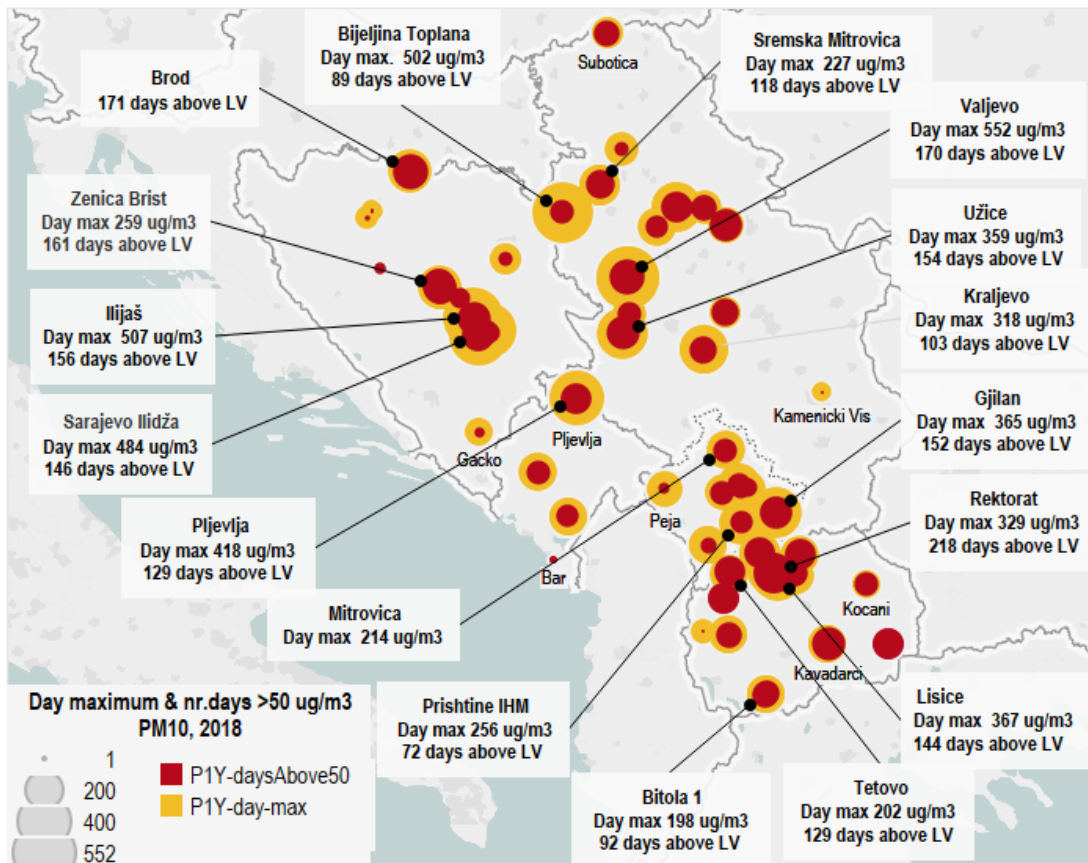 Bijeljina Toplana
Day max. 502 ug/m3
89 days above LV
Subotica
Sremska Mitrovica
Day max 227 ug/m3
118 days above LV
Brod
171 days above LV
Valjevo
Day max 552 ug/m3
170 days above LV
Zenica Brist
Day max 259 ug/m3
161 days above LV
Užice
Day max 359 ug/m3
154 days above LV
Ilijaš
Day max 507 ug/m3
156 days above LV
Kraljevo
Day max 318 ug/m3
103 days above LV
Sarajevo Ilidža
Day max 484 ug/m3
146 days above LV
Gacko
Pljevlja
Kamenicki Vis
Gjilan
Day max 365 ug/m3
152 days above LV
Pljevlja
Day max 418 ug/m3
129 days above LV
Peja
Rektorat
Day max 329 ug/m3
218 days above LV
Bar
Kocani
Mitrovica
Day max 214 ug/m3
Kavadarci
Day maximum & nr.days >50 ug/m3
PM10, 2018
1
200
400
552
P1Y-daysAbove50
P1Y-day-max
Prishtine IHM
Day max 256 ug/m3
72 days above LV
Lisice
Day max 367 ug/m3
144 days above LV
Bitola 1
Day max 198 ug/m3
92 days above LV
Tetovo
Day max 202 ug/m3
129 days above LV